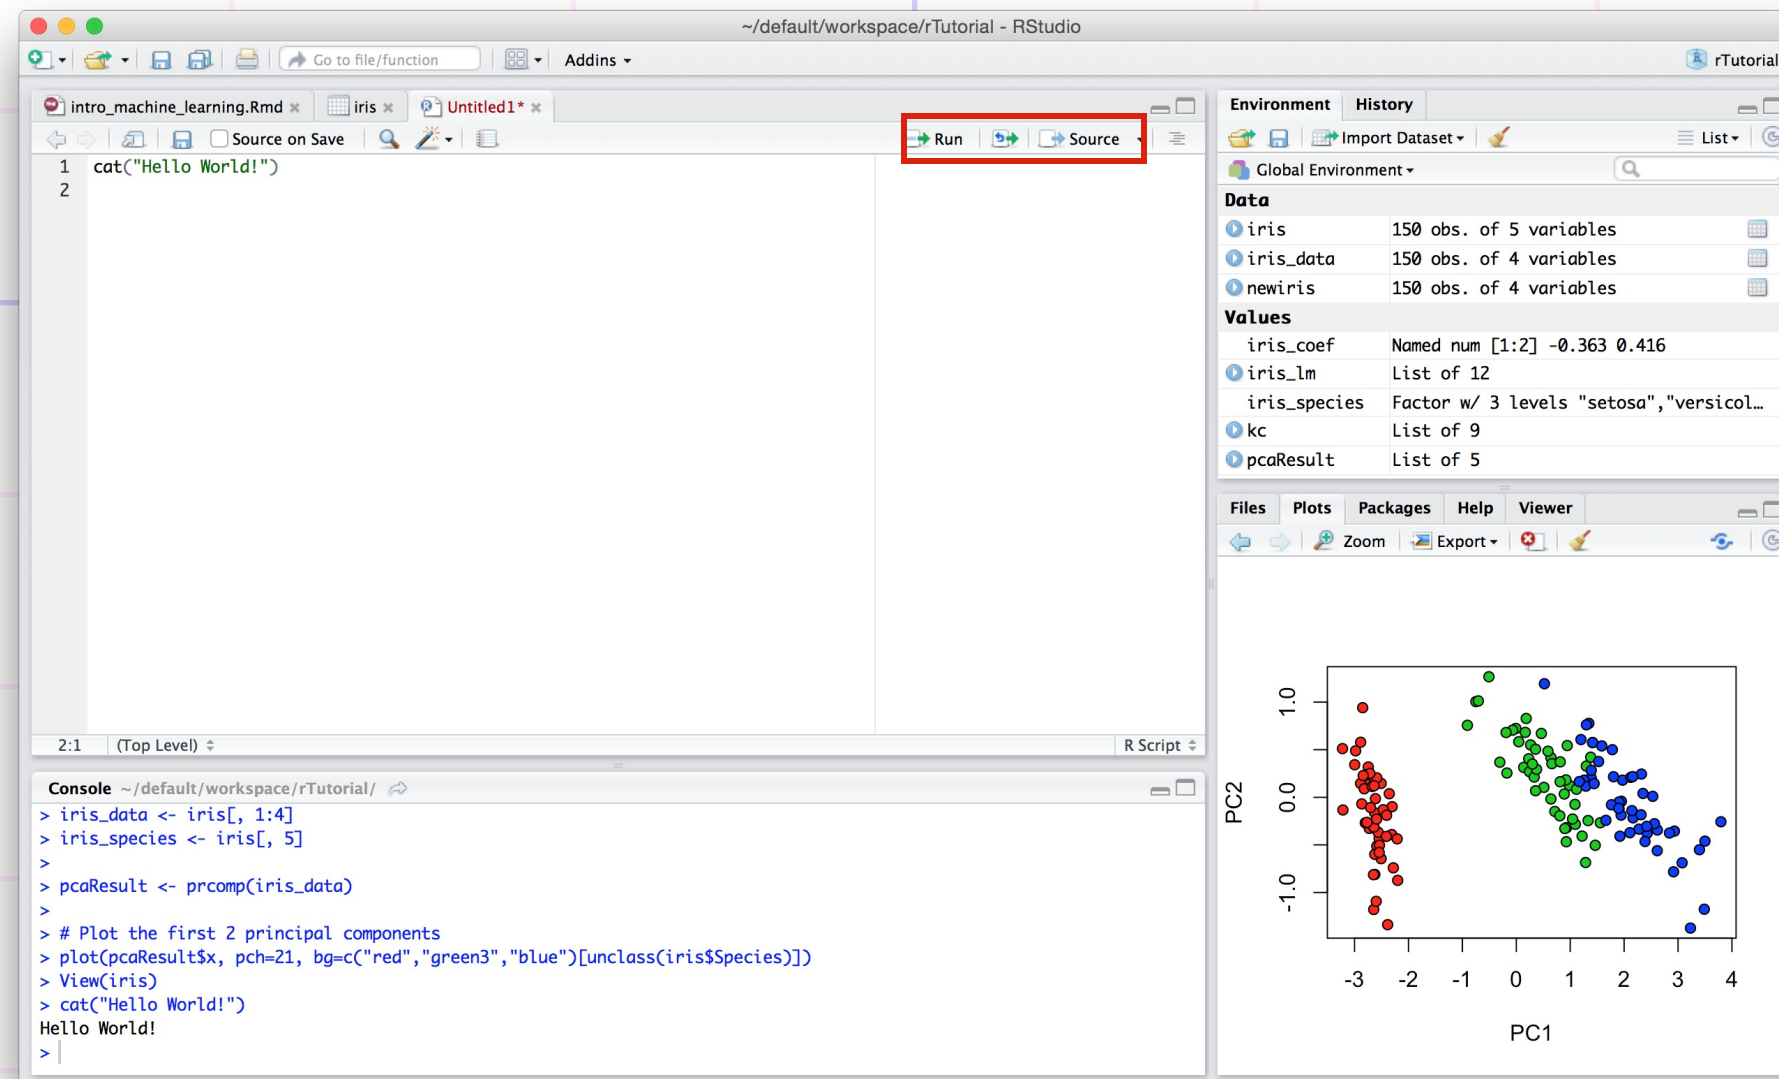 ~/default/workspace/rTutorial - RStudio
Go to file/function
Addins
rTutorial
intro_machine_learning.Rmd
iris
Untitled1*
Source on Save
Run
Source
1 cat("Hello World!")
2
2:1
(Top Level)
R Script
Console ~/default/workspace/rTutorial/
> iris_data <- iris[, 1:4]
> iris_species <- iris[, 5]
>
> pcaResult <- prcomp(iris_data)
>
> # Plot the first 2 principal components
> plot(pcaResult$x, pch=21, bg=c("red","green3","blue")[unclass(iris$Species)])
> View(iris)
> cat("Hello World!")
Hello World!
>
Environment
History
Import Dataset
List
Global Environment
Data
iris 150 obs. of 5 variables
iris_data 150 obs. of 4 variables
newiris 150 obs. of 4 variables
Values
iris_coef Named num [1:2] -0.363 0.416
iris_lm List of 12
iris_species Factor w/ 3 levels "setosa","versicol…
kc List of 9
pcaResult List of 5
Files
Plots
Packages
Help
Viewer
Zoom
Export
PC2
1.0
0.0
-1.0
-3 -2 -1 0 1 2 3 4
PC1